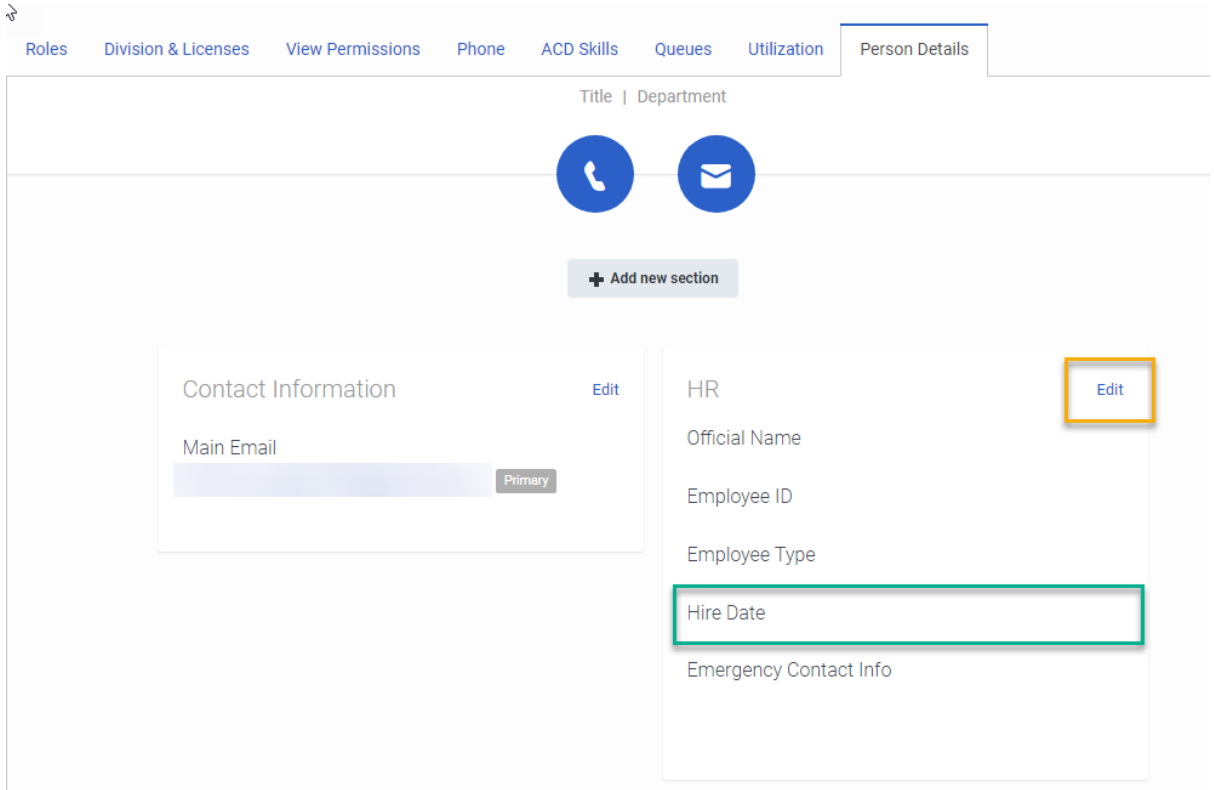 Roles Division & Licenses View Permissions Phone ACD Skills Queues Utilization Person Details
Title | Department
Add new section
Contact Information Edit
Main Email
Primary
HR Edit
Official Name
Employee ID
Employee Type
Hire Date
Emergency Contact Info